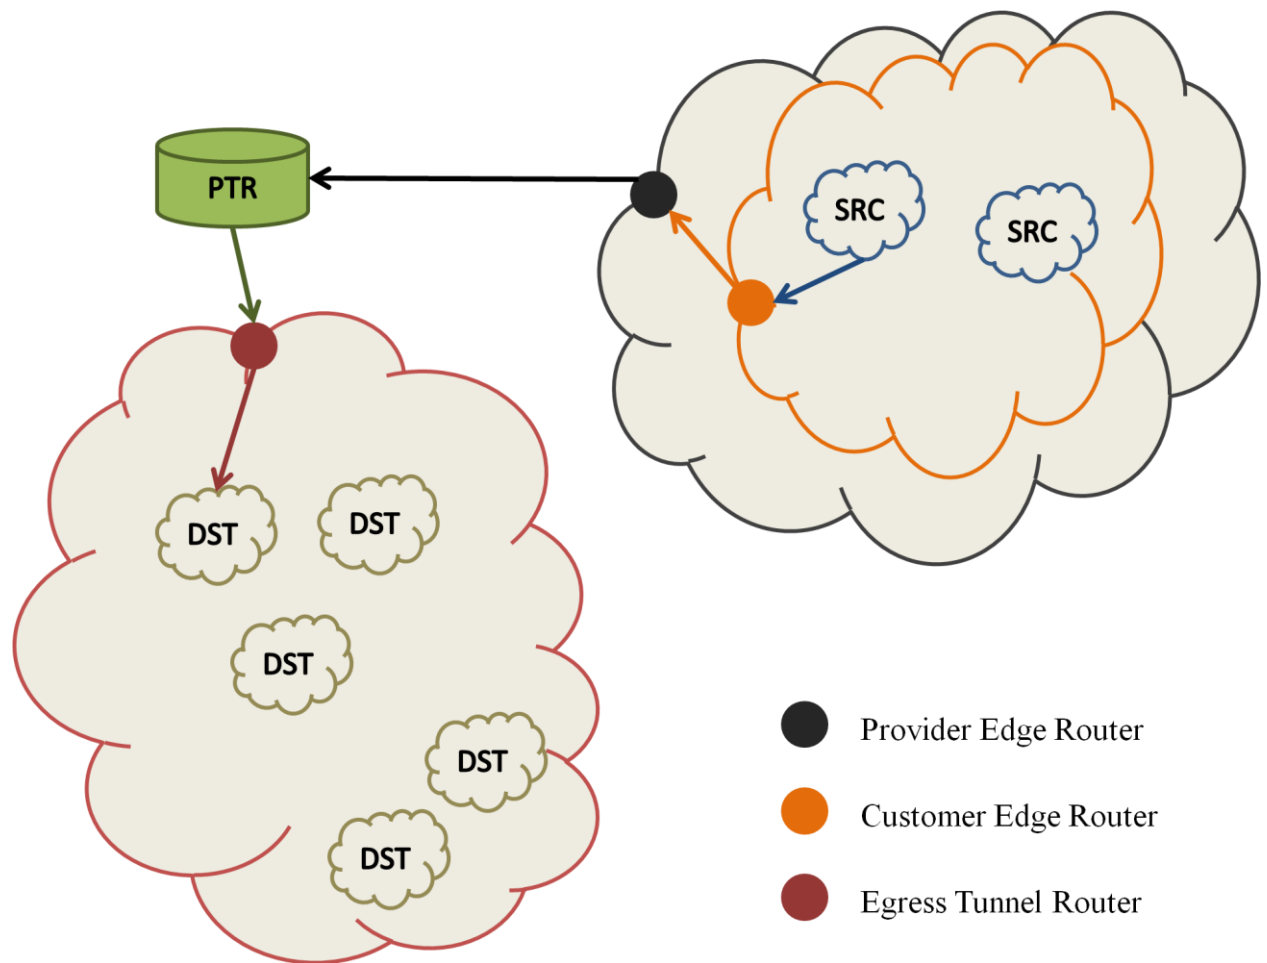 PTR
SRC
SRC
DST
DST
DST
DST
DST
Provider Edge Router
Customer Edge Router
Egress Tunnel Router